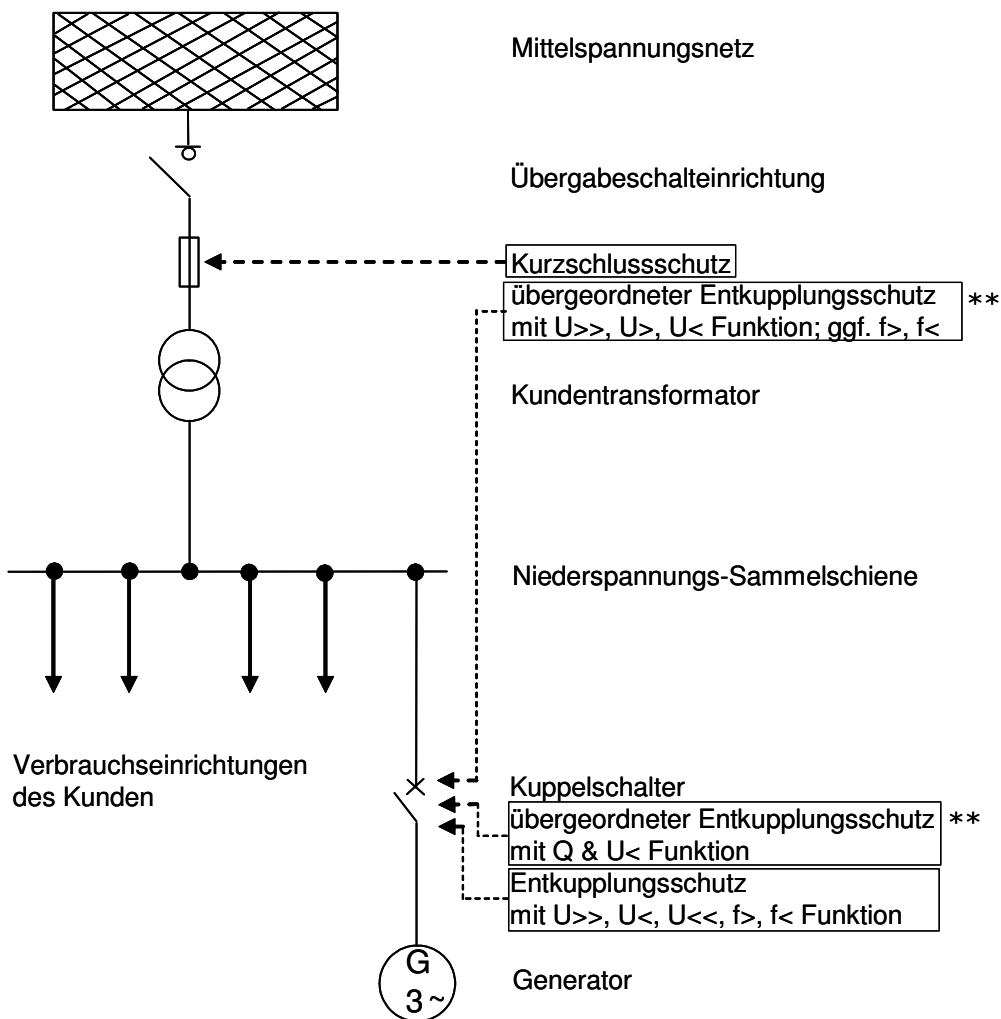 Mittelspannungsnetz
Übergabeschalteinrichtung
Kurzschlussschutz
übergeordneter Entkupplungsschutz **
mit U>>, U>, U< Funktion; ggf. f>, f<
Kundentransformator
Niederspannungs-Sammelschiene
Verbrauchseinrichtungen
des Kunden
Kuppelschalter
übergeordneter Entkupplungsschutz **
mit Q & U< Funktion
Entkupplungsschutz
mit U>>, U<, U<<, f>, f< Funktion
G
3~
Generator